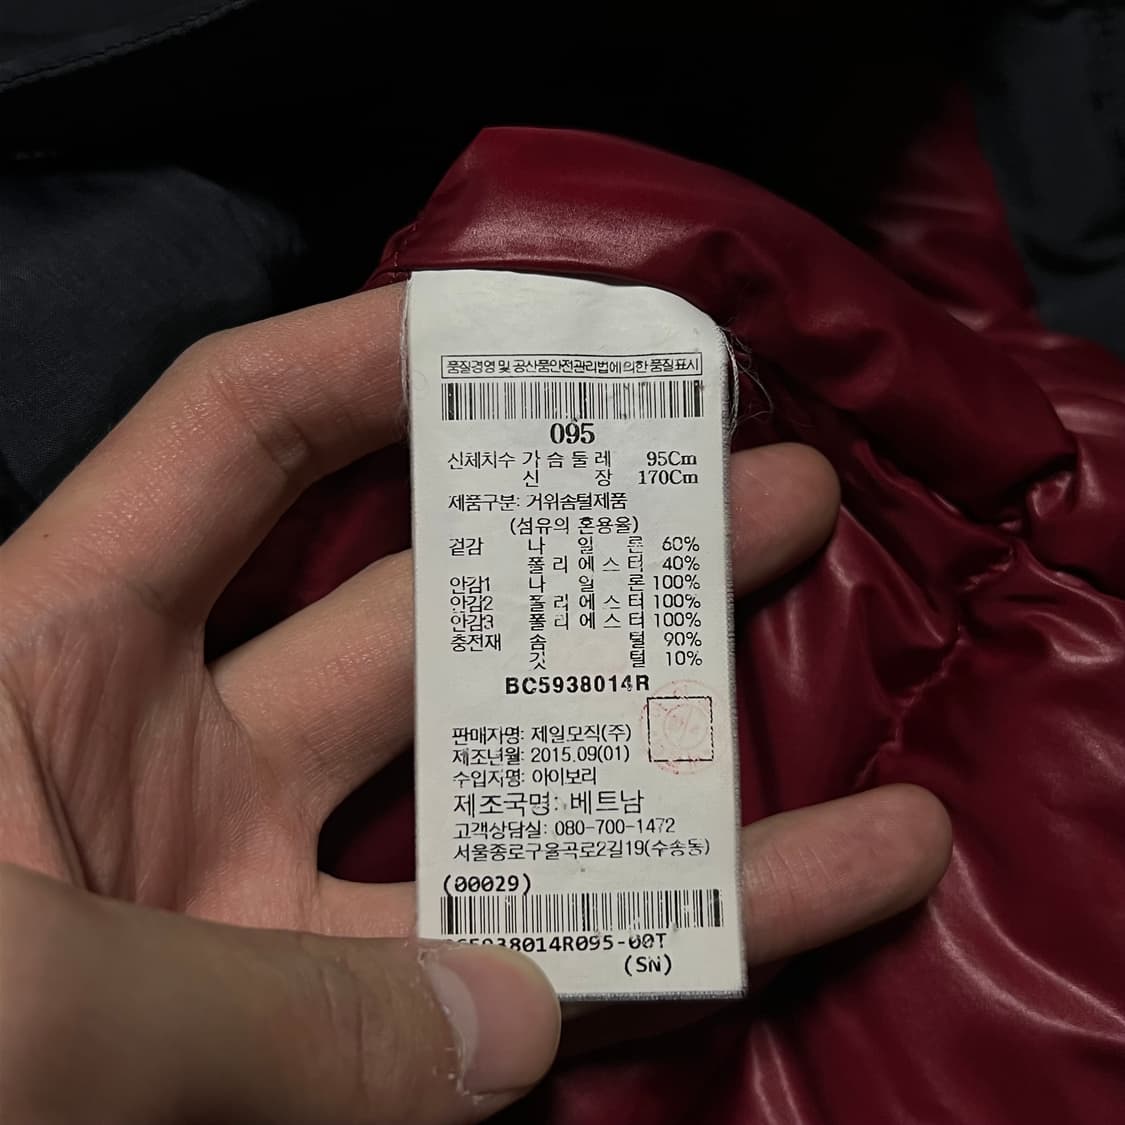 품질경영 및 공산품안전관리법에의한 품질표시
095
신체치수 가슴둘레 95Cm
신장 170Cm
제품구분: 거위솜털제품
(섬유의 혼용율)
겉감 나일론 60%
폴리에스터 40%
안감1 나일론 100%
안감2 폴리에스터 100%
안감3 폴리에스터 100%
충전재 솜털 90%
깃털 10%
BC5938014R
판매자명: 제일모직(주)
제조년월: 2015.09(01)
수입자명: 아이보리
제조국명: 베트남
고객상담실: 080-700-1472
서울종로구율곡로2길19(수송동)
(00029)
BC5938014R095-00T
(SN)